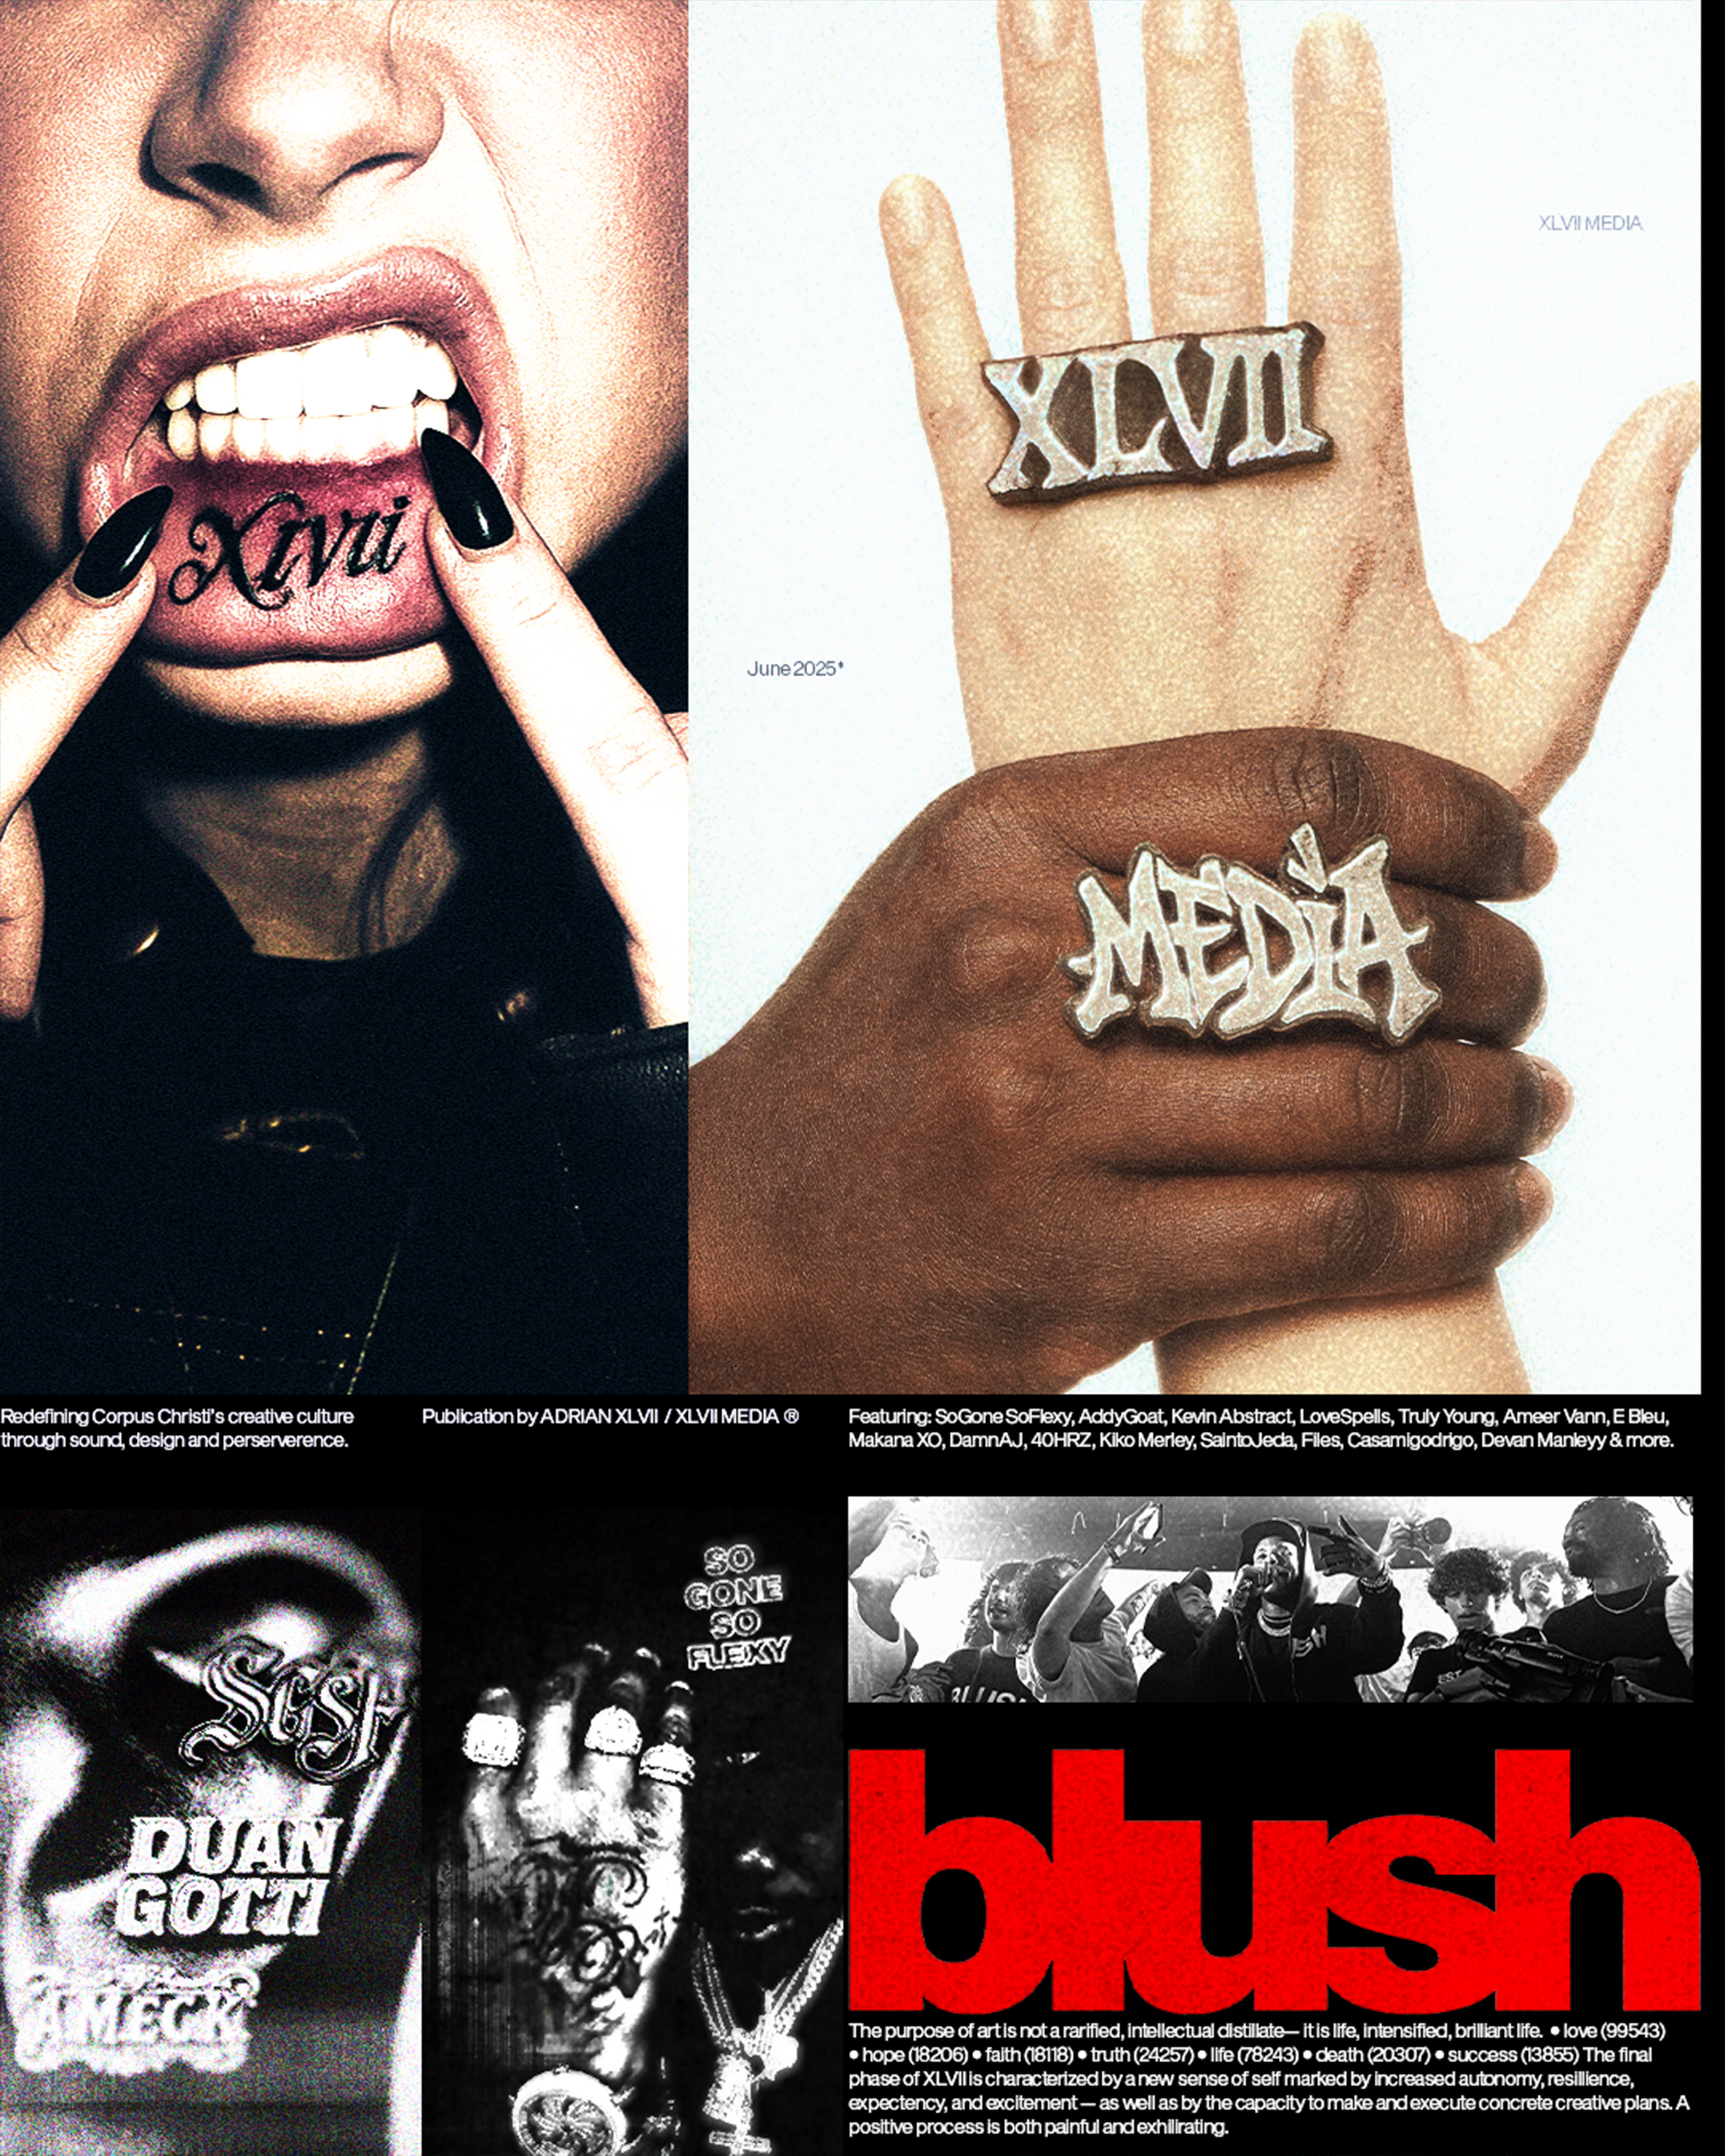 Xlvii
XLVII MEDIA
XLVII
June 2025*
MEDiA
Redefining Corpus Christi's creative culture
through sound, design and perserverence.
Publication by ADRIAN XLVII / XLVII MEDIA ®
Featuring: SoGone SoFlexy, AddyGoat, Kevin Abstract, LoveSpells, Truly Young, Ameer Vann, E Bleu,
Makana XO, DamnAJ, 40HRZ, Kiko Merley, SaintoJeda, Files, Casamigodrigo, Devan Manleyy & more.
SGSF
DUAN
GOTTI
SO
GONE
SO
FLEXY
BLUSH
blush
The purpose of art is not a rarified, intellectual distillate— it is life, intensified, brilliant life. • love (99543)
• hope (18206) • faith (18118) • truth (24257) • life (78243) • death (20307) • success (13855) The final
phase of XLVII is characterized by a new sense of self marked by increased autonomy, resillience,
expectency, and excitement — as well as by the capacity to make and execute concrete creative plans. A
positive process is both painful and exhilirating.